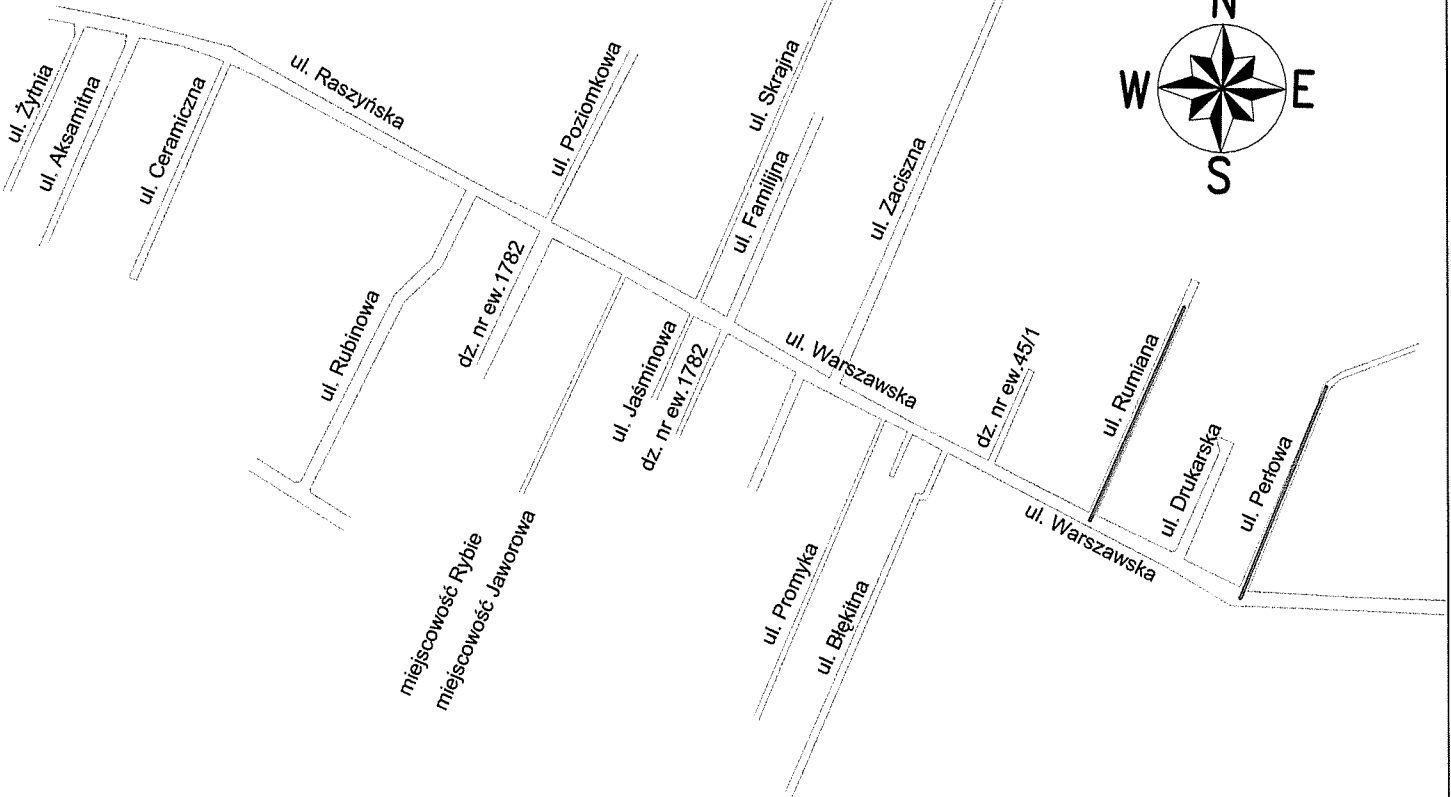 N
W
E
S
ul. Żytnia
ul. Aksamitna
ul. Ceramiczna
ul. Raszyńska
ul. Poziomkowa
ul. Skrajna
ul. Familijna
ul. Zaciszna
ul. Rubinowa
dz. nr ew.1782
ul. Jaśminowa
dz. nr ew.1782
ul. Warszawska
dz. nr ew.45/1
ul. Rumiana
ul. Drukarska
ul. Perłowa
ul. Warszawska
miejscowość Rybie
miejscowość Jaworowa
ul. Promyka
ul. Błękitna